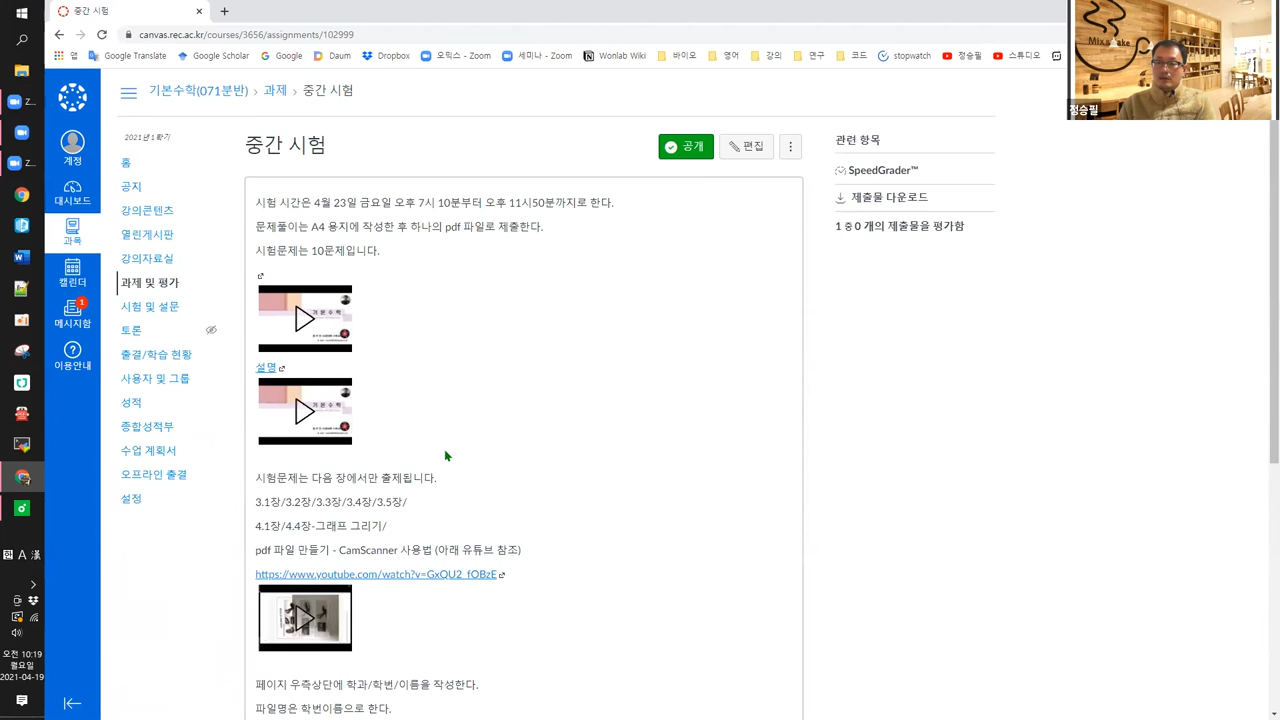 중간 시험
canvas.rec.ac.kr/courses/3656/assignments/102999
앱 Google Translate Google Scholar Google Daum Dropbox 오믹스 - Zoom 세미나 - Zoom Wonlab Wiki 바이오 영어 강의 연구 코드 stopwatch 정승필 스튜디오
Mix&Bake
정승필
기본수학(071분반) > 과제 > 중간 시험
계정
대시보드
과목
캘린더
1
메시지함
이용안내
2021년 1학기
홈
공지
강의콘텐츠
열린게시판
강의자료실
과제 및 평가
시험 및 설문
토론
출결/학습 현황
사용자 및 그룹
성적
종합성적부
수업 계획서
오프라인 출결
설정
중간 시험
공개
편집
시험 시간은 4월 23일 금요일 오후 7시 10분부터 오후 11시50분까지로 한다.
문제풀이는 A4 용지에 작성한 후 하나의 pdf 파일로 제출한다.
시험문제는 10문제입니다.
기본수학
설명
기본수학
시험문제는 다음 장에서만 출제됩니다.
3.1장/3.2장/3.3장/3.4장/3.5장/
4.1장/4.4장-그래프 그리기/
pdf 파일 만들기 - CamScanner 사용법 (아래 유튜브 참조)
https://www.youtube.com/watch?v=GxQU2_fOBzE
페이지 우측상단에 학과/학번/이름을 작성한다.
파일명은 학번이름으로 한다.
관련 항목
SpeedGrader™
제출물 다운로드
1 중 0 개의 제출물을 평가함
Z...
Z...
A 漢
오전 10:19
월요일
2021-04-19